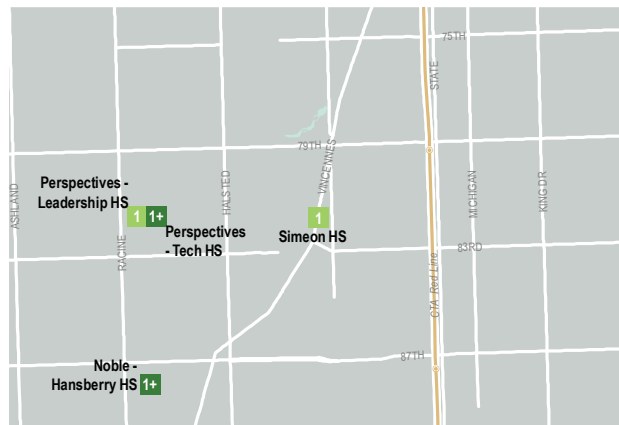 75TH
STATE
79TH
VINCENNES
Perspectives -
Leadership HS
ASHLAND
HALSTED
MICHIGAN
KING DR
1
1+
1
Perspectives
- Tech HS
Simeon HS
RACINE
83RD
CTA Red Line
87TH
Noble -
Hansberry HS
1+